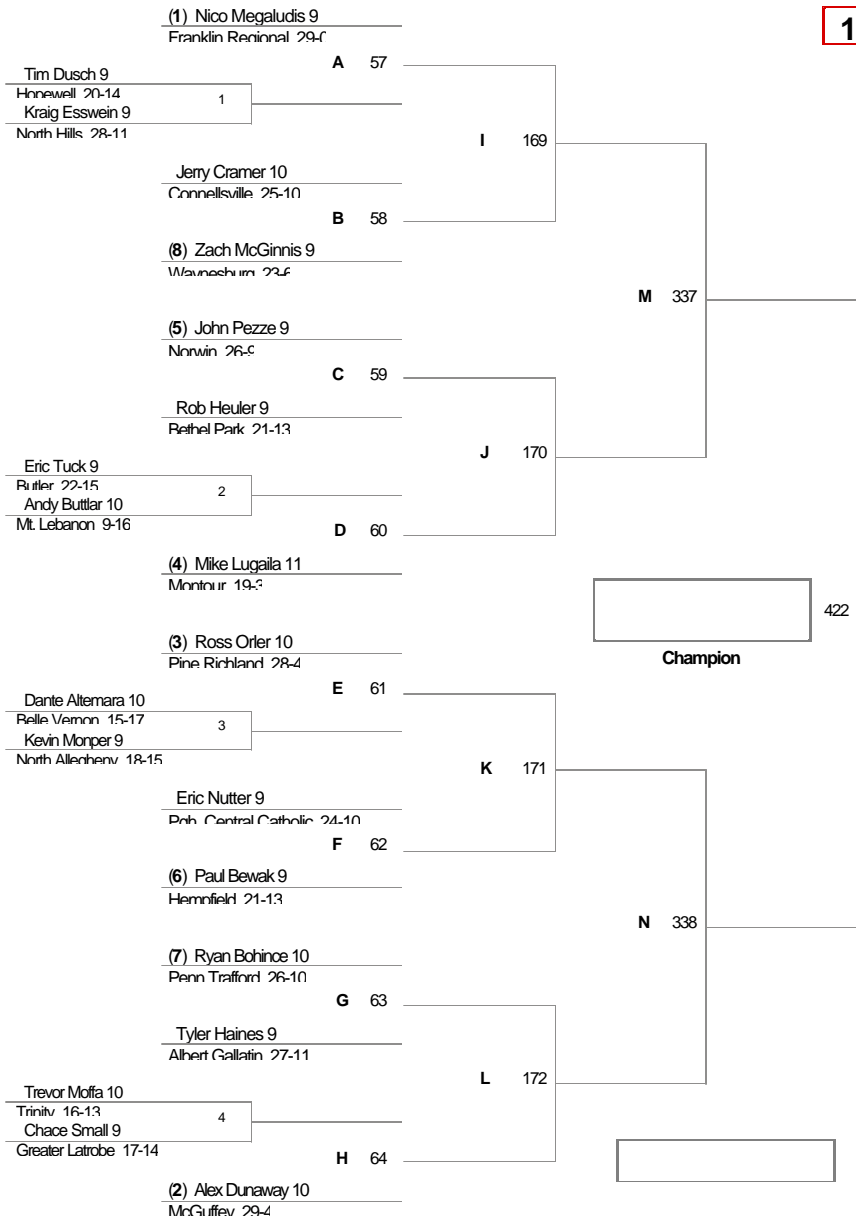 (1) Nico Megaludis 9
1
Franklin Regional 29-0
A 57
Tim Dusch 9
Hopewell 20-14
1
Kraig Esswein 9
North Hills 28-11
I 169
Jerry Cramer 10
Connellsville 25-10
B 58
(8) Zach McGinnis 9
Waynesburg 23-6
M 337
(5) John Pezze 9
Norwin 26-9
C 59
Rob Heuler 9
Bethel Park 21-13
J 170
Eric Tuck 9
Butler 22-15
2
Andy Buttlar 10
Mt. Lebanon 9-16
D 60
(4) Mike Lugaila 11
Montour 19-3
422
(3) Ross Orler 10
Champion
Pine Richland 28-4
E 61
Dante Altemara 10
Belle Vernon 15-17
3
Kevin Monper 9
North Allegheny 18-15
K 171
Eric Nutter 9
Pgh. Central Catholic 24-10
F 62
(6) Paul Bewak 9
Hempfield 21-13
N 338
(7) Ryan Bohince 10
Penn Trafford 26-10
G 63
Tyler Haines 9
Albert Gallatin 27-11
L 172
Trevor Moffa 10
Trinity 16-13
4
Chace Small 9
Greater Latrobe 17-14
H 64
(2) Alex Dunaway 10
McGuffey 29-4